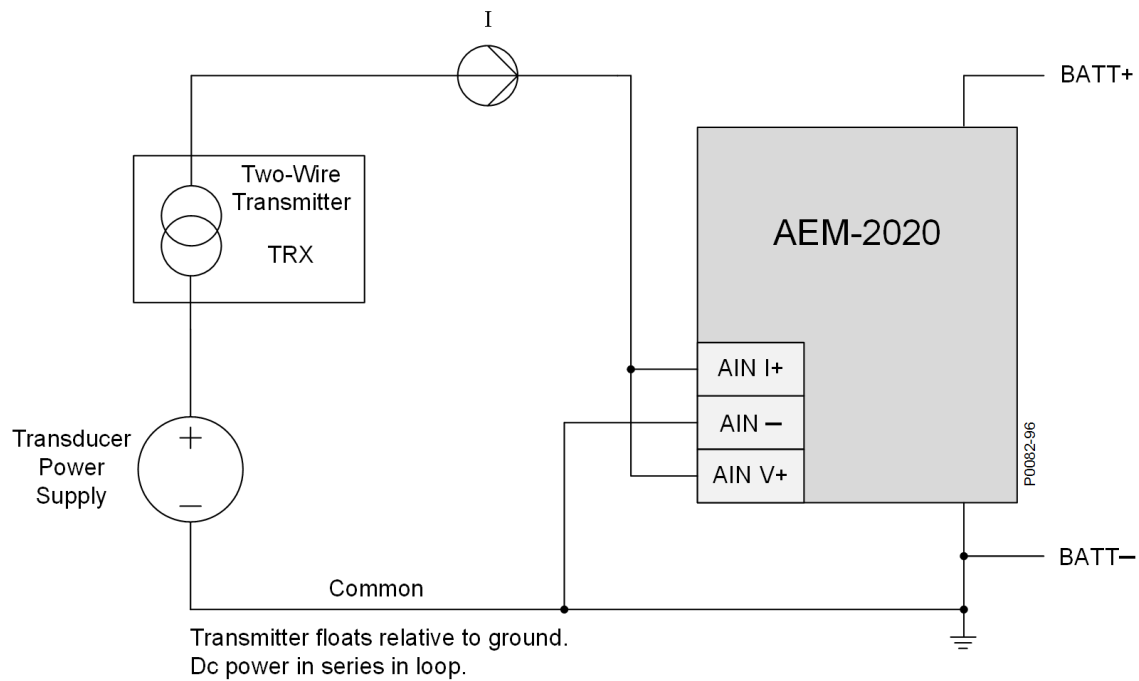 I
BATT+
Two-Wire
Transmitter
TRX
AEM-2020
AIN I+
AIN –
AIN V+
Transducer
Power
Supply
+
–
P0082-96
BATT–
Common
Transmitter floats relative to ground.
Dc power in series in loop.